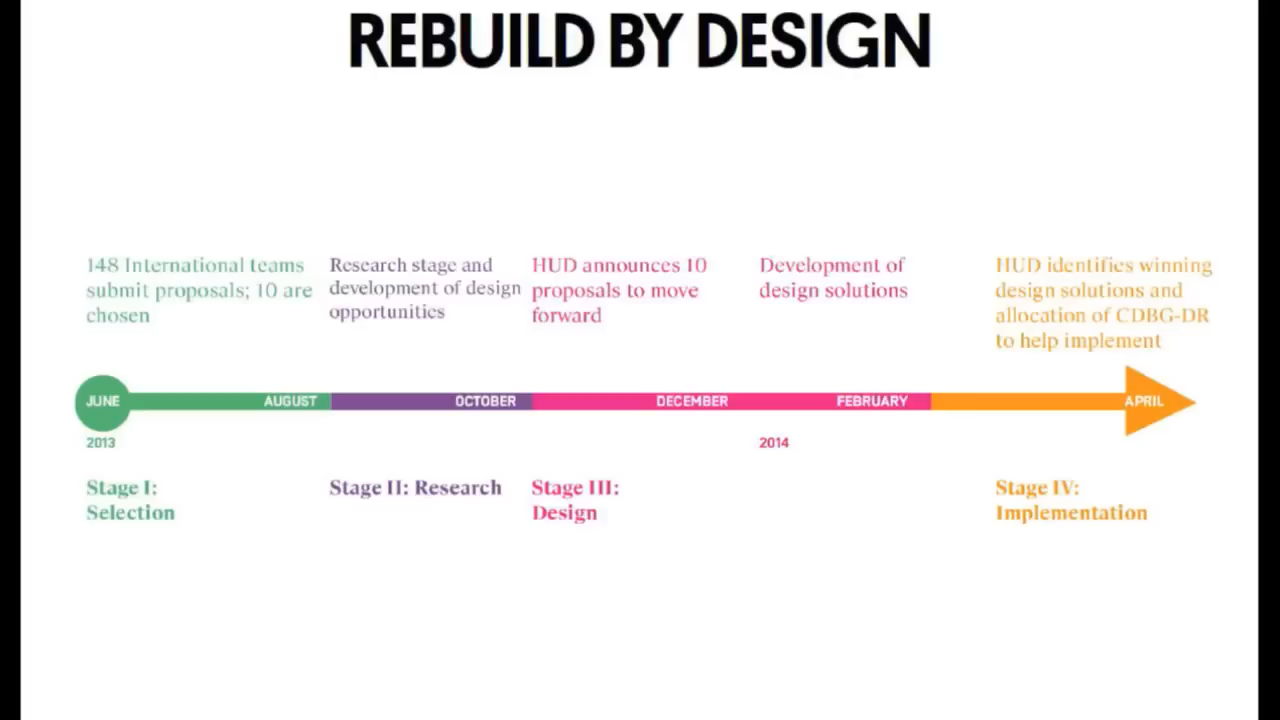 REBUILD BY DESIGN
148 International teams
submit proposals; 10 are
chosen
Research stage and
development of design
opportunities
HUD announces 10
proposals to move
forward
Development of
design solutions
HUD identifies winning
design solutions and
allocation of CDBG-DR
to help implement
JUNE
AUGUST
OCTOBER
DECEMBER
FEBRUARY
APRIL
2013
2014
Stage I:
Selection
Stage II: Research
Stage III:
Design
Stage IV:
Implementation